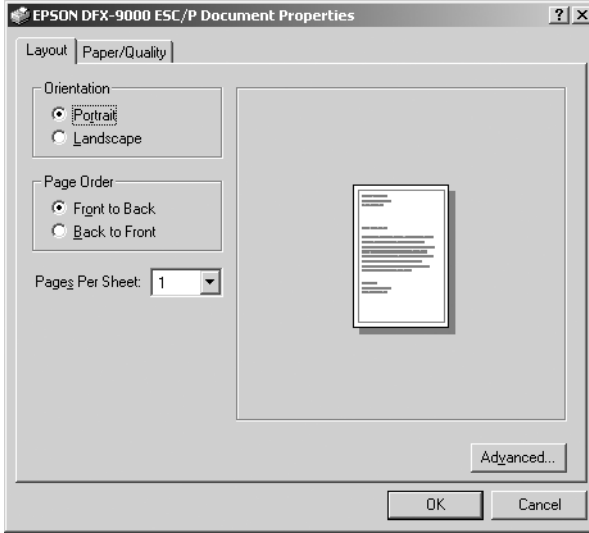 EPSON DFX-9000 ESC/P Document Properties
Layout Paper/Quality
Orientation
Portrait
Landscape
Page Order
Front to Back
Back to Front
Pages Per Sheet: 1
Advanced...
OK Cancel